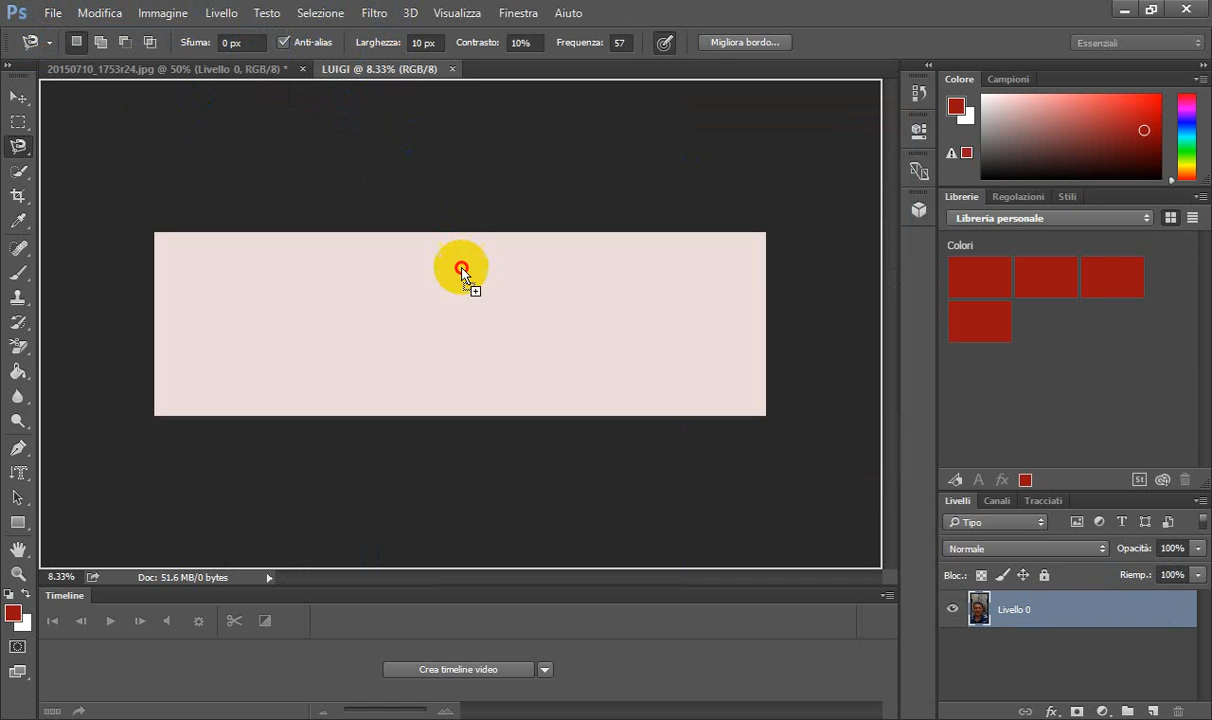 Ps File Modifica Immagine Livello Testo Selezione Filtro 3D Visualizza Finestra Aiuto
Sfuma: 0 px Anti-alias Larghezza: 10 px Contrasto: 10% Frequenza: 57 Migliora bordo... Essenziali
20150710_1753r24.jpg @ 50% (Livello 0, RGB/8) * × LUIGI @ 8.33% (RGB/8) ×
Colore Campioni
Librerie Regolazioni Stili
Libreria personale
Colori
A fx St
Livelli Canali Tracciati
Tipo T
Normale Opacità: 100%
Bloc.: Riemp.: 100%
Livello 0
fx
8.33% Doc: 51.6 MB/0 bytes
Timeline
Crea timeline video